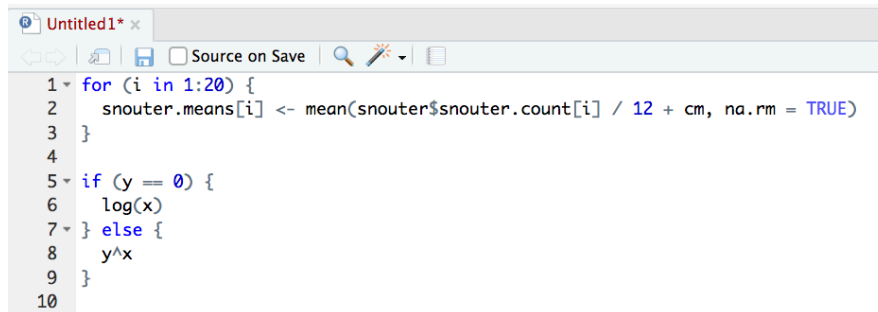 Untitled1*
Source on Save
1 for (i in 1:20) {
2   snouter.means[i] <- mean(snouter$snouter.count[i] / 12 + cm, na.rm = TRUE)
3 }
4
5 if (y == 0) {
6   log(x)
7 } else {
8   y^x
9 }
10